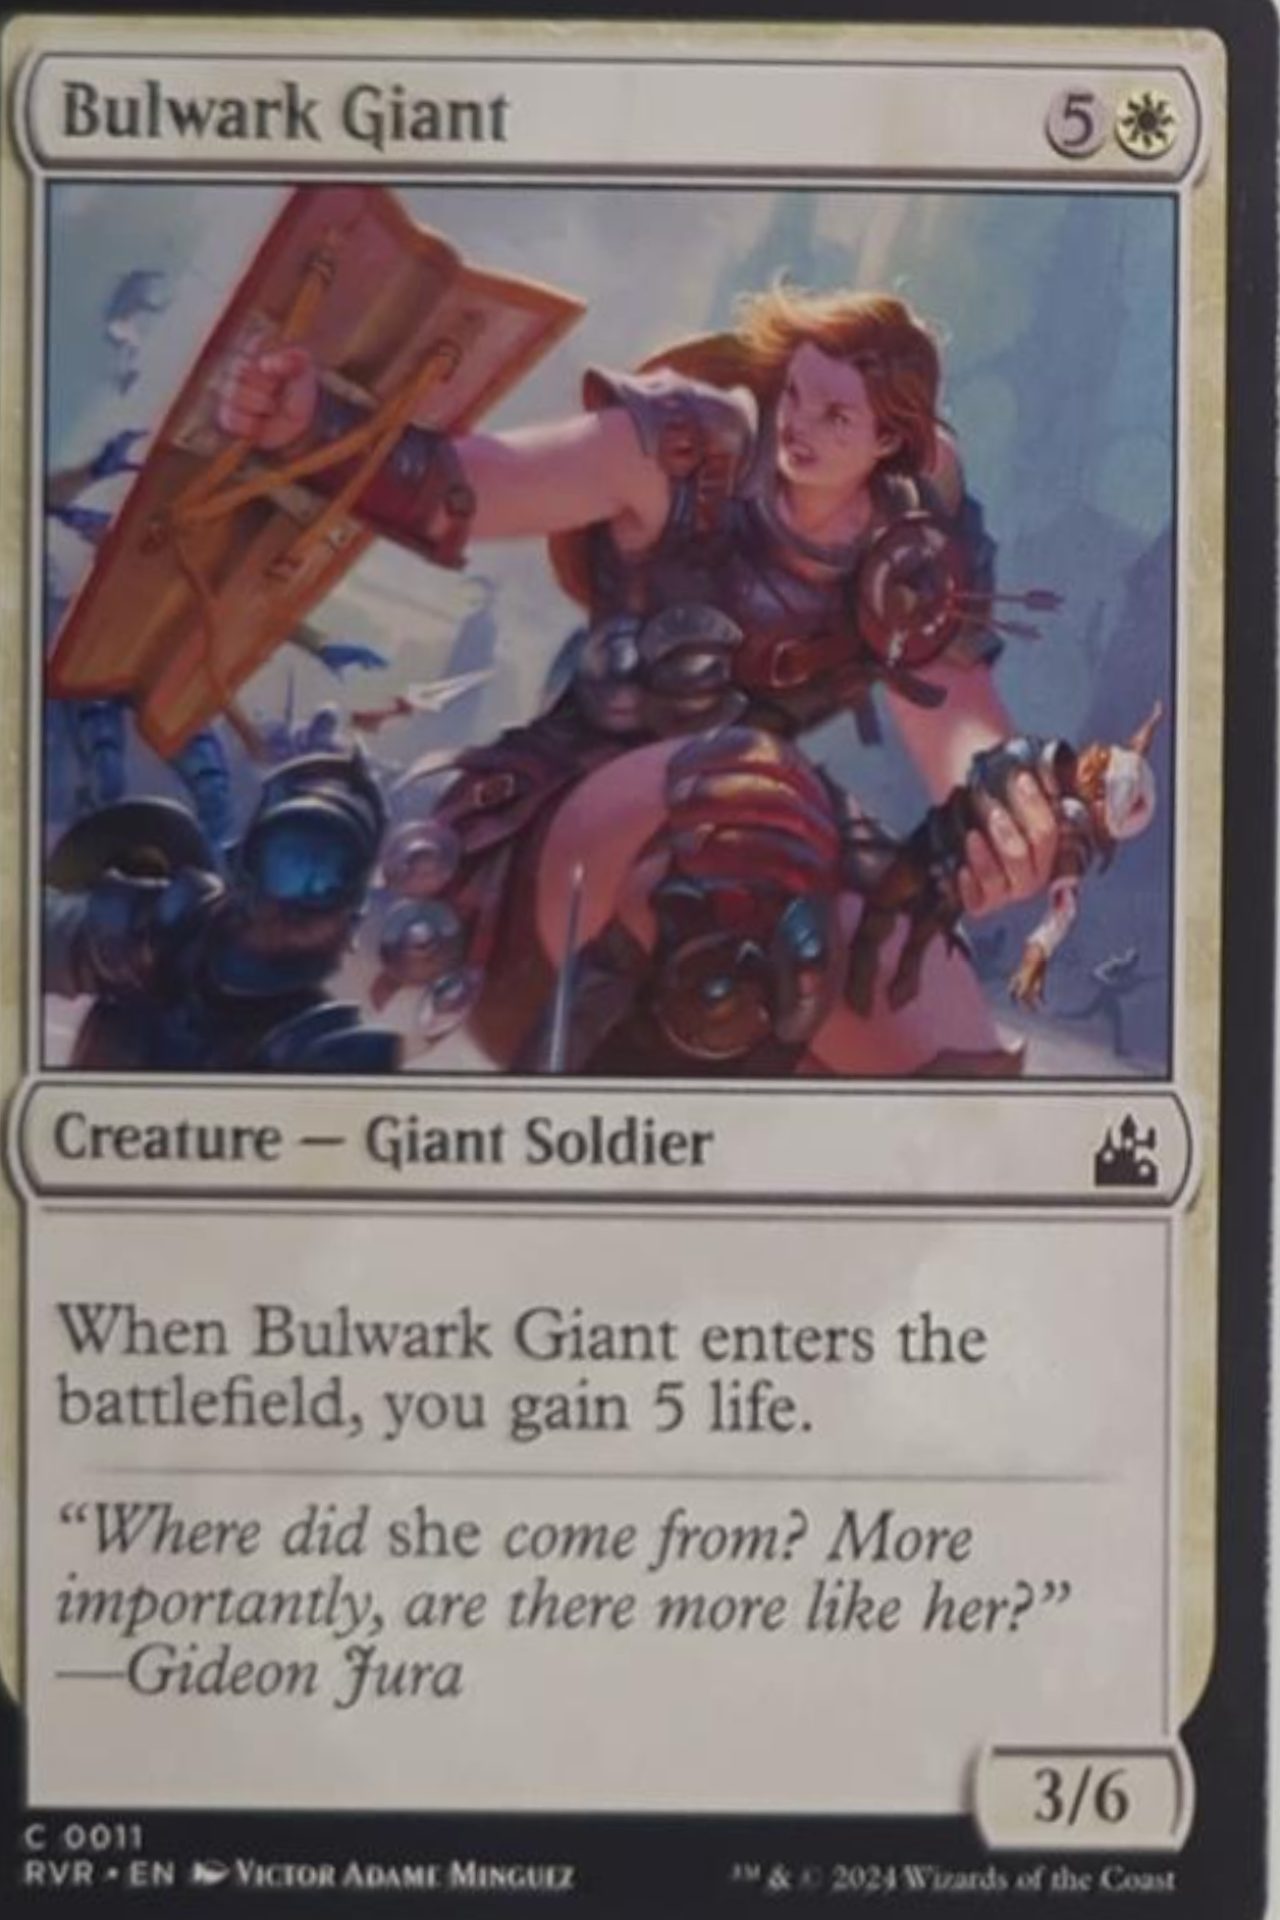 Bulwark Giant 5
Creature — Giant Soldier
When Bulwark Giant enters the
battlefield, you gain 5 life.
“Where did she come from? More
importantly, are there more like her?”
—Gideon Jura
3/6
C 0011
RVR • EN VICTOR ADAME MINGUEZ ™ & © 2024 Wizards of the Coast